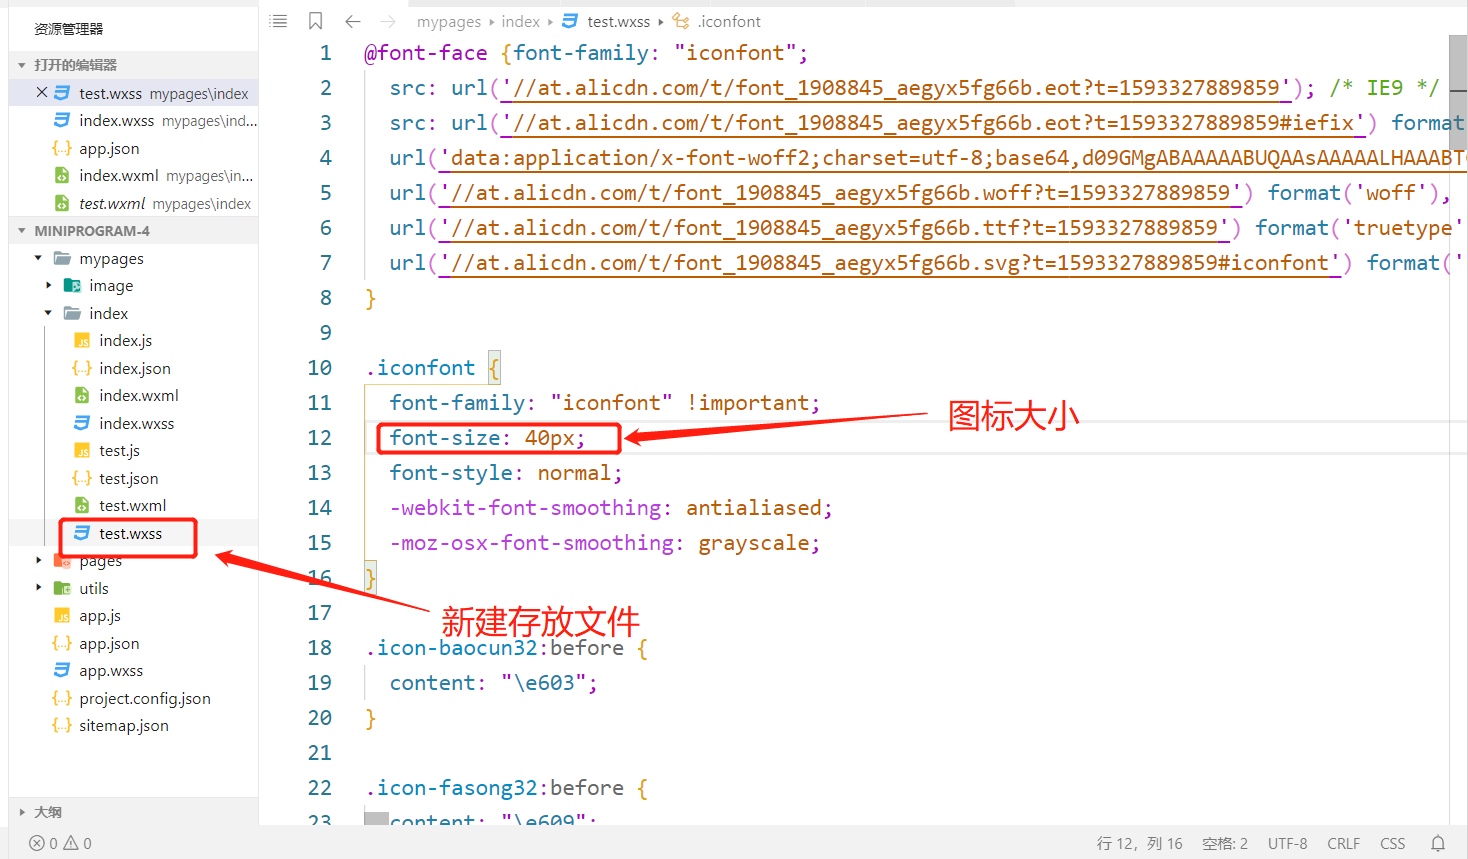 资源管理器
打开的编辑器
test.wxss mypages\index
index.wxss mypages\ind...
app.json
index.wxml mypages\in...
test.wxml mypages\index
MINIPROGRAM-4
mypages
image
index
index.js
index.json
index.wxml
index.wxss
test.js
test.json
test.wxml
test.wxss
pages
utils
app.js
app.json
app.wxss
project.config.json
sitemap.json
大纲
mypages index test.wxss .iconfont
1 @font-face {font-family: "iconfont";
2 src: url('//at.alicdn.com/t/font_1908845_aegyx5fg66b.eot?t=1593327889859'); /* IE9 */
3 src: url('//at.alicdn.com/t/font_1908845_aegyx5fg66b.eot?t=1593327889859#iefix') format
4 url('data:application/x-font-woff2;charset=utf-8;base64,d09GMgABAAAAABUQAAsAAAAALHAAABT
5 url('//at.alicdn.com/t/font_1908845_aegyx5fg66b.woff?t=1593327889859') format('woff'),
6 url('//at.alicdn.com/t/font_1908845_aegyx5fg66b.ttf?t=1593327889859') format('truetype'
7 url('//at.alicdn.com/t/font_1908845_aegyx5fg66b.svg?t=1593327889859#iconfont') format('
8 }
9
10 .iconfont {
11 font-family: "iconfont" !important;
12 font-size: 40px;
图标大小
13 font-style: normal;
14 -webkit-font-smoothing: antialiased;
15 -moz-osx-font-smoothing: grayscale;
16 }
17
新建存放文件
18 .icon-baocun32:before {
19 content: "\e603";
20 }
21
22 .icon-fasong32:before {
23 content: "\e609";
0 0
行 12，列 16 空格: 2 UTF-8 CRLF CSS